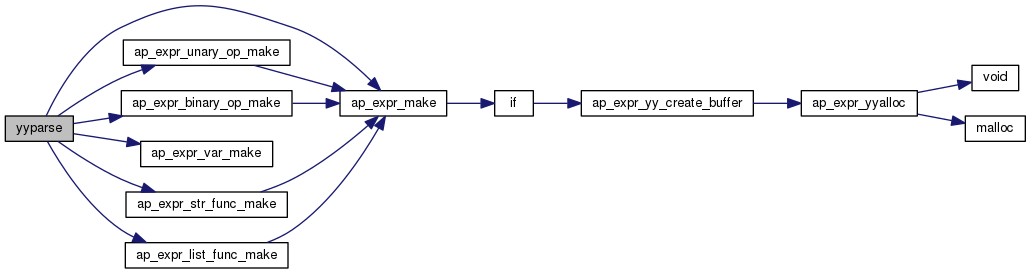 yyparse
ap_expr_unary_op_make
ap_expr_binary_op_make
ap_expr_var_make
ap_expr_str_func_make
ap_expr_list_func_make
ap_expr_make
if
ap_expr_yy_create_buffer
ap_expr_yyalloc
void
malloc